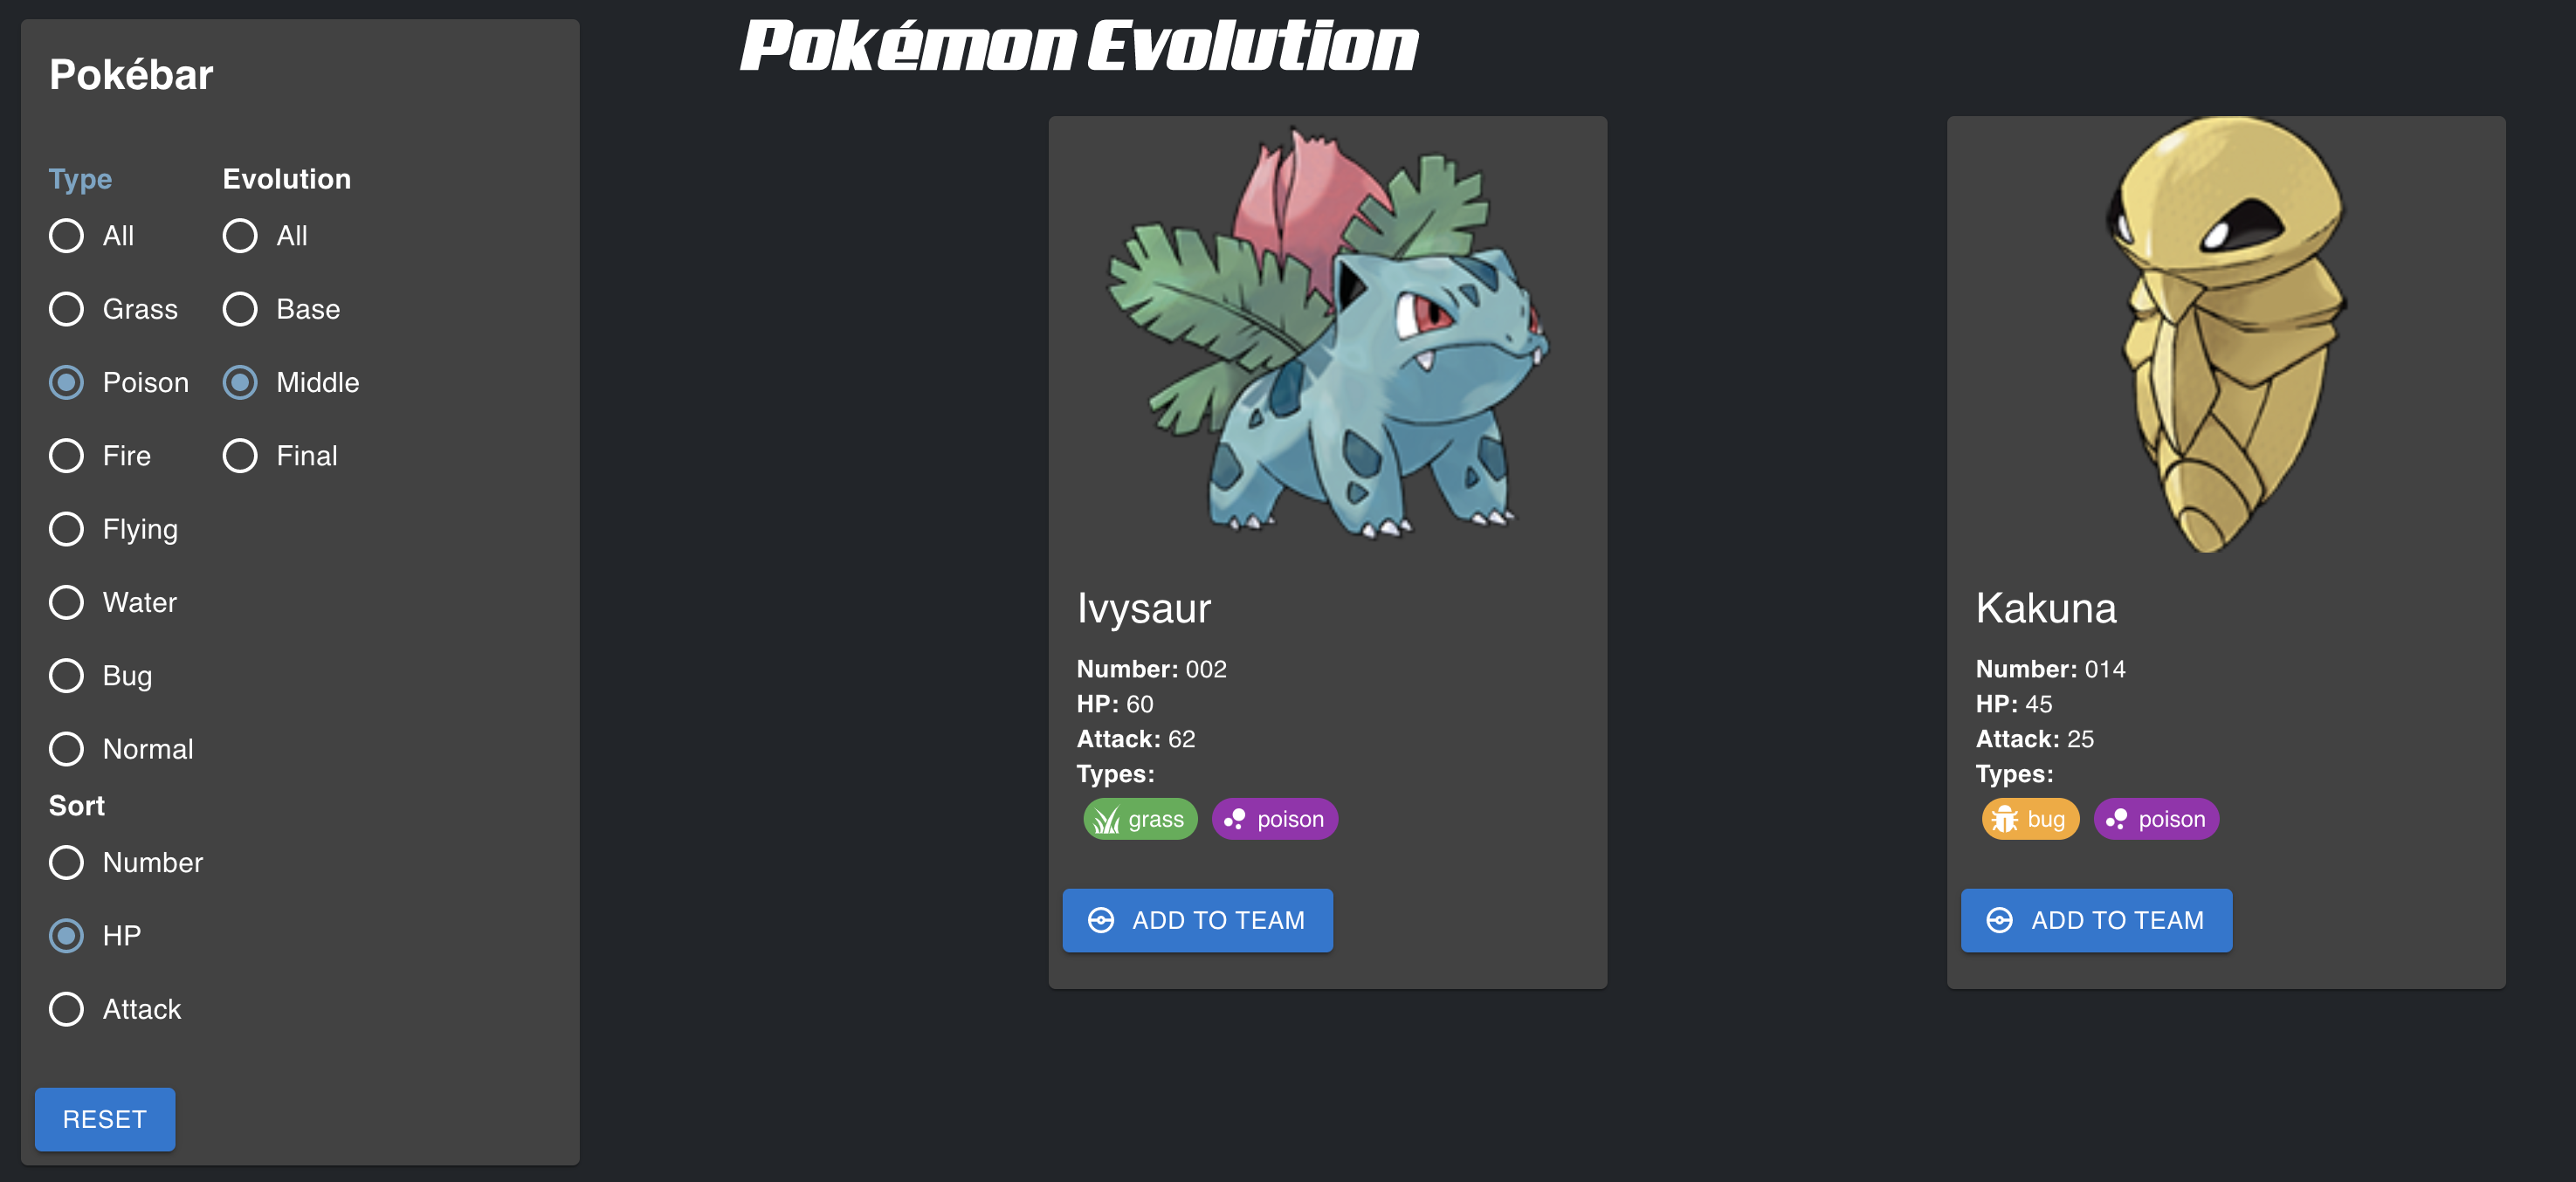 Pokébar
Type
All
Grass
Poison
Fire
Flying
Water
Bug
Normal
Evolution
All
Base
Middle
Final
Sort
Number
HP
Attack
RESET
Pokémon Evolution
Ivysaur
Number: 002
HP: 60
Attack: 62
Types:
grass poison
ADD TO TEAM
Kakuna
Number: 014
HP: 45
Attack: 25
Types:
bug poison
ADD TO TEAM